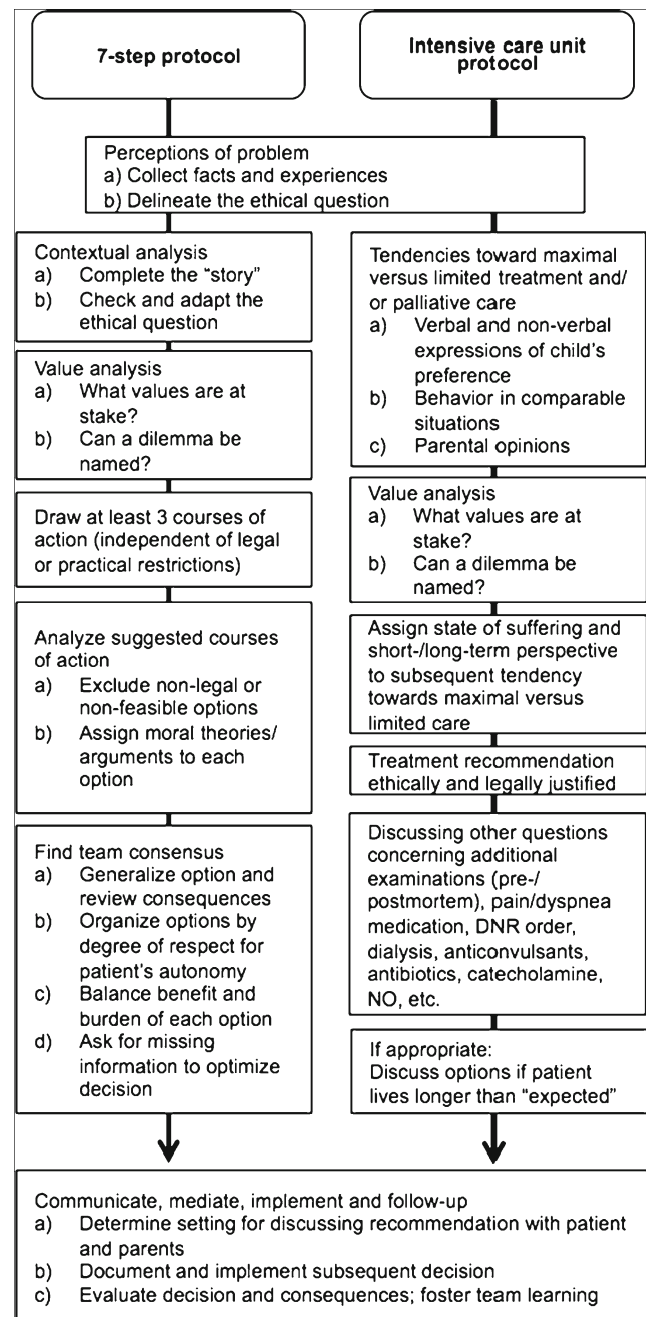 7-step protocol
Intensive care unit
protocol
Perceptions of problem
a) Collect facts and experiences
b) Delineate the ethical question
Contextual analysis
a) Complete the “story”
b) Check and adapt the
ethical question
Value analysis
a) What values are at
stake?
b) Can a dilemma be
named?
Draw at least 3 courses of
action (independent of legal
or practical restrictions)
Analyze suggested courses
of action
a) Exclude non-legal or
non-feasible options
b) Assign moral theories/
arguments to each
option
Find team consensus
a) Generalize option and
review consequences
b) Organize options by
degree of respect for
patient’s autonomy
c) Balance benefit and
burden of each option
d) Ask for missing
information to optimize
decision
Tendencies toward maximal
versus limited treatment and/
or palliative care
a) Verbal and non-verbal
expressions of child’s
preference
b) Behavior in comparable
situations
c) Parental opinions
Value analysis
a) What values are at
stake?
b) Can a dilemma be
named?
Assign state of suffering and
short-/long-term perspective
to subsequent tendency
towards maximal versus
limited care
Treatment recommendation
ethically and legally justified
Discussing other questions
concerning additional
examinations (pre-/
postmortem), pain/dyspnea
medication, DNR order,
dialysis, anticonvulsants,
antibiotics, catecholamine,
NO, etc.
If appropriate:
Discuss options if patient
lives longer than “expected”
Communicate, mediate, implement and follow-up
a) Determine setting for discussing recommendation with patient
and parents
b) Document and implement subsequent decision
c) Evaluate decision and consequences; foster team learning